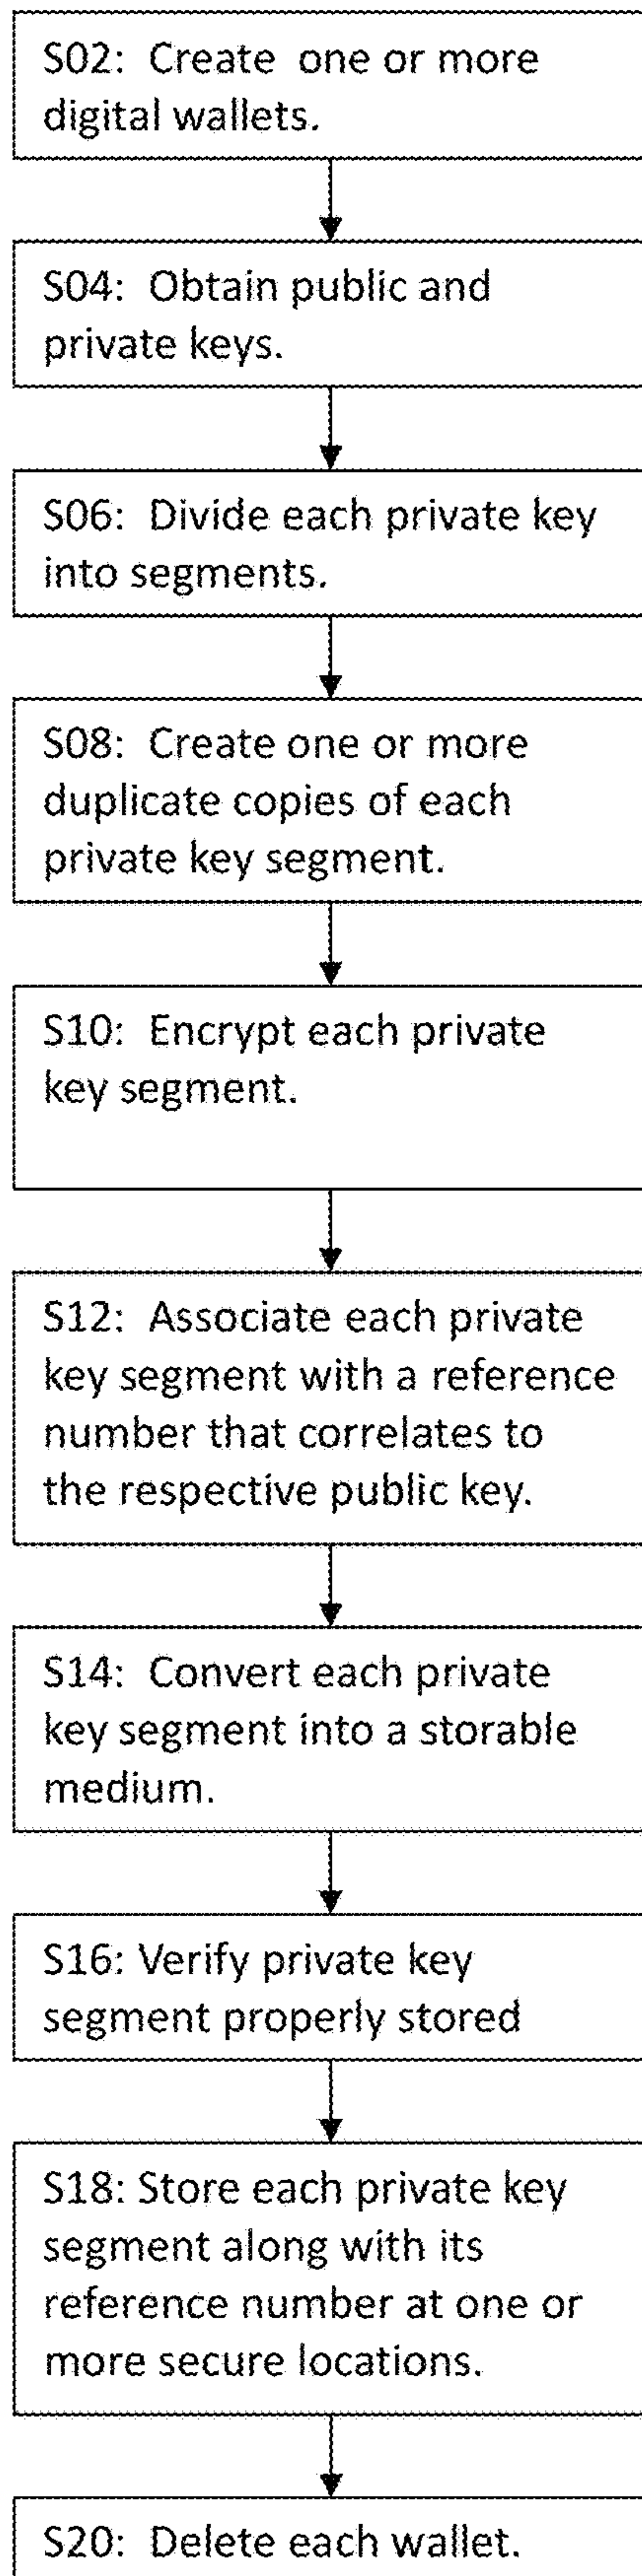 S02:  Create  one or more
digital wallets.
S04:  Obtain public and
private keys.
S06:  Divide each private key
into segments.
S08:  Create one or more
duplicate copies of each
private key segment.
S10:  Encrypt each private
key segment.
S12:  Associate each private
key segment with a reference
number that correlates to
the respective public key.
S14:  Convert each private
key segment into a storable
medium.
S16: Verify private key
segment properly stored
S18: Store each private key
segment along with its
reference number at one or
more secure locations.
S20:  Delete each wallet.